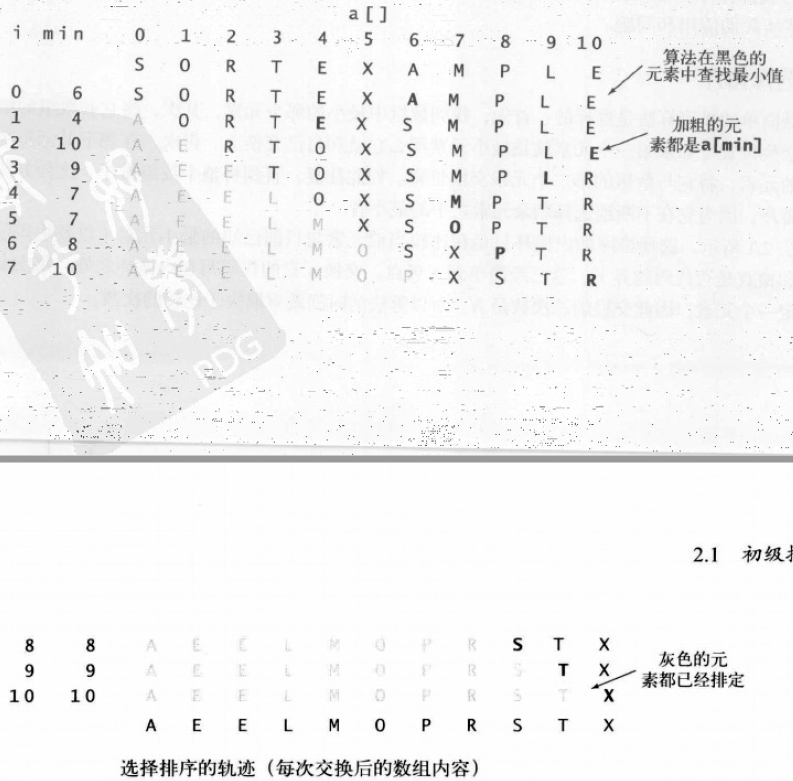 a[]
i min 0 1 2 3 4 5 6 7 8 9 10
S O R T E X A M P L E
算法在黑色的
元素中查找最小值
0 6 S O R T E X A M P L E
1 4 A O R T E X S M P L E
加粗的元
素都是a[min]
2 10 A E R T O X S M P L E
9 A E E T O X S M P L R
4 7 A E E L O X S M P T R
5 7 A E E L M X S O P T R
6 8 A E E L M O S X P T R
7 10 A E E L M O P X S T R
PDG
2.1 初级
8 8 A E E L M O P R S T X
9 9 A E E L M O P R S T X
灰色的元
素都已经排定
10 10 A E E L M O P R S T X
A E E L M O P R S T X
选择排序的轨迹（每次交换后的数组内容）